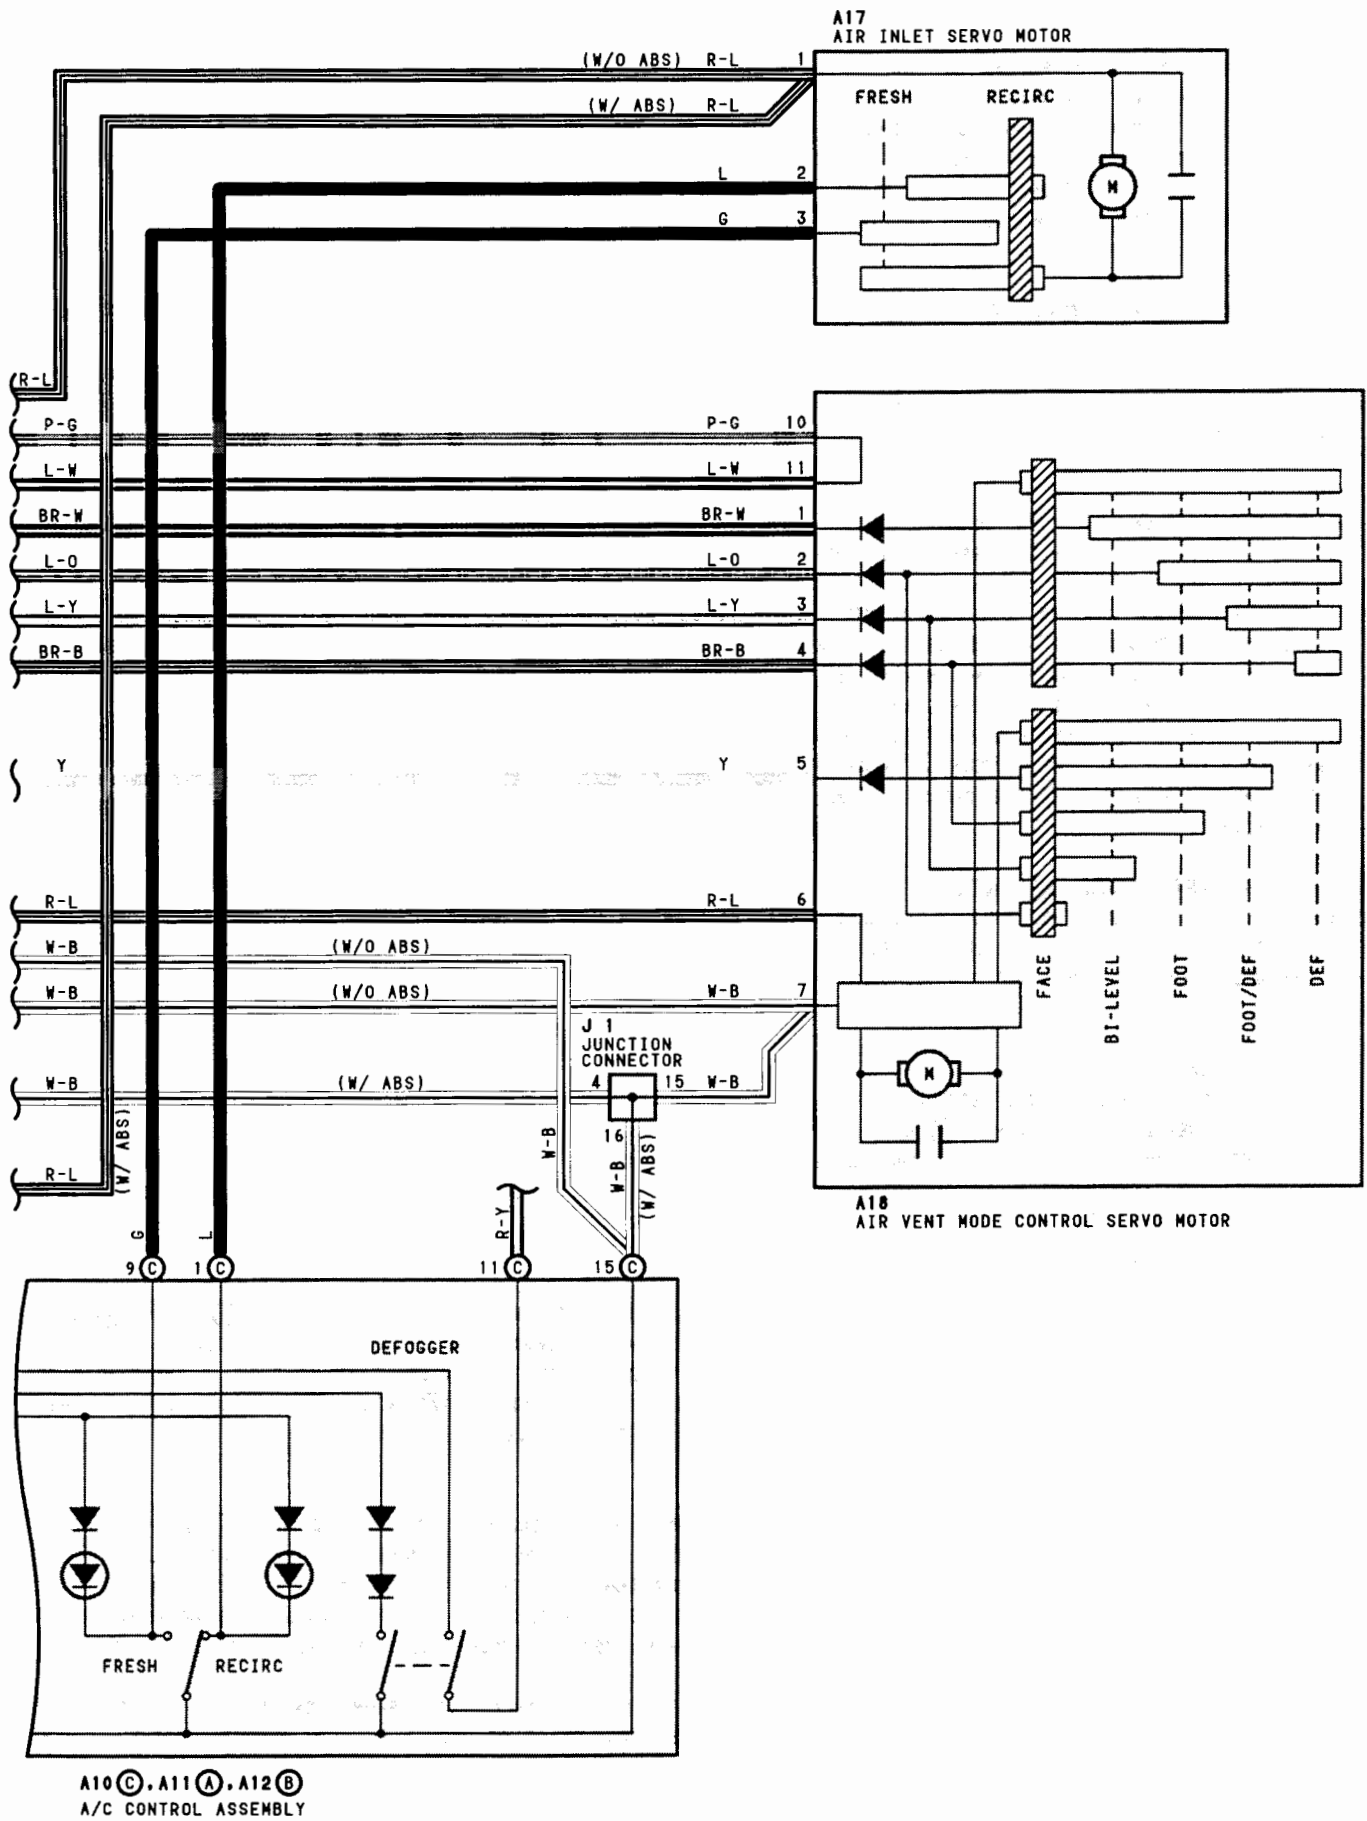 A17
AIR INLET SERVO MOTOR
(W/O ABS) R-L 1
FRESH RECIRC
(W/ ABS) R-L
L 2
M
G 3
R-L
P-G P-G 10
L-W L-W 11
BR-W BR-W 1
L-O L-O 2
L-Y L-Y 3
BR-B BR-B 4
Y Y 5
R-L R-L 6
W-B (W/O ABS)
W-B (W/O ABS) W-B 7
FACE
BI-LEVEL
FOOT
FOOT/DEF
DEF
J 1
JUNCTION
CONNECTOR
W-B (W/ ABS) 4 15 W-B
M
16
W-B
W-B
(W/ ABS)
(W/ ABS)
R-L
A18
AIR VENT MODE CONTROL SERVO MOTOR
G
L
R-Y
9 C 1 C 11 C 15 C
DEFOGGER
FRESH RECIRC
A10 C, A11 A, A12 B
A/C CONTROL ASSEMBLY